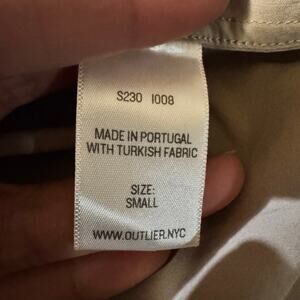 S230 I008
MADE IN PORTUGAL
WITH TURKISH FABRIC
SIZE:
SMALL
WWW.OUTLIER.NYC